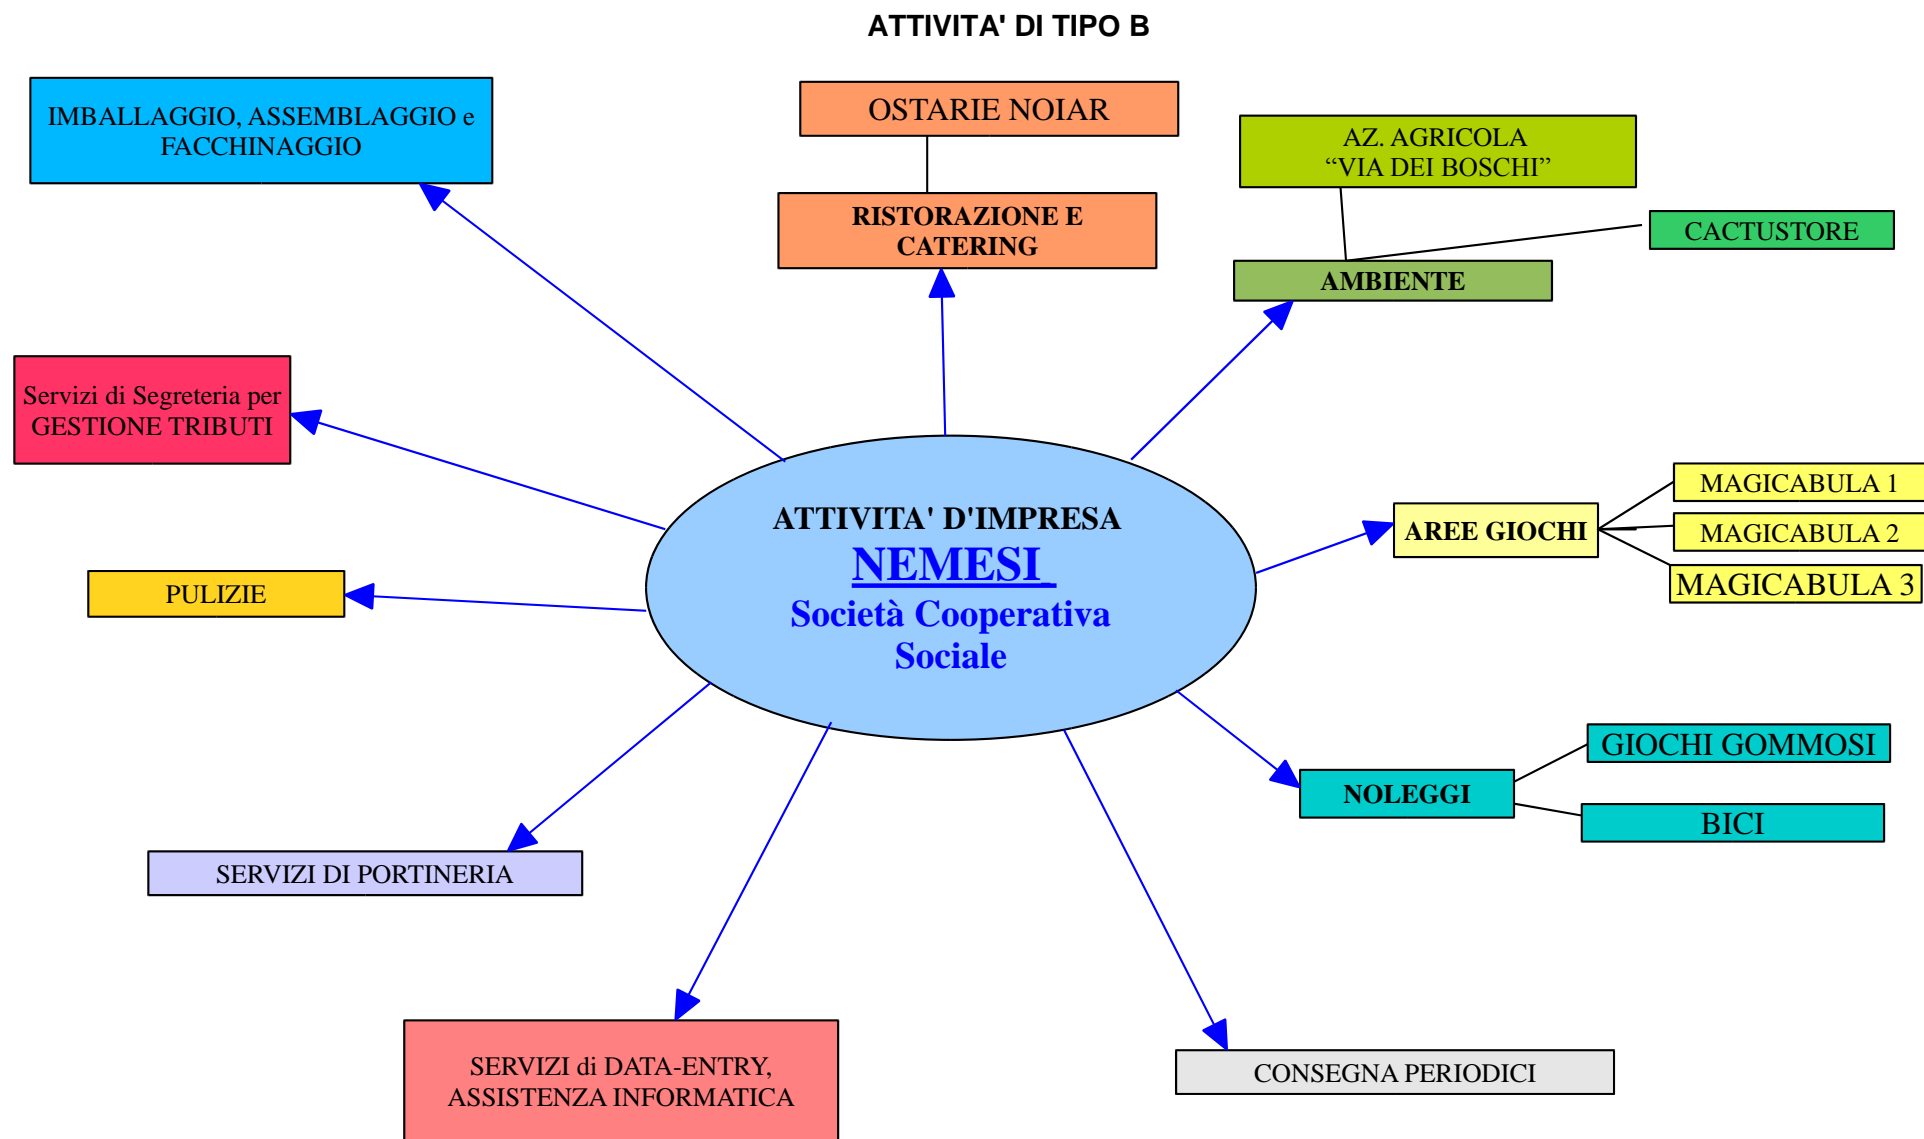 ATTIVITA' DI TIPO B
IMBALLAGGIO, ASSEMBLAGGIO e
FACCHINAGGIO
OSTARIE NOIAR
RISTORAZIONE E
CATERING
AZ. AGRICOLA
“VIA DEI BOSCHI”
CACTUSTORE
AMBIENTE
Servizi di Segreteria per
GESTIONE TRIBUTI
ATTIVITA' D'IMPRESA
NEMESI
Società Cooperativa
Sociale
AREE GIOCHI
MAGICABULA 1
MAGICABULA 2
MAGICABULA 3
PULIZIE
GIOCHI GOMMOSI
NOLEGGI
BICI
SERVIZI DI PORTINERIA
SERVIZI di DATA-ENTRY,
ASSISTENZA INFORMATICA
CONSEGNA PERIODICI